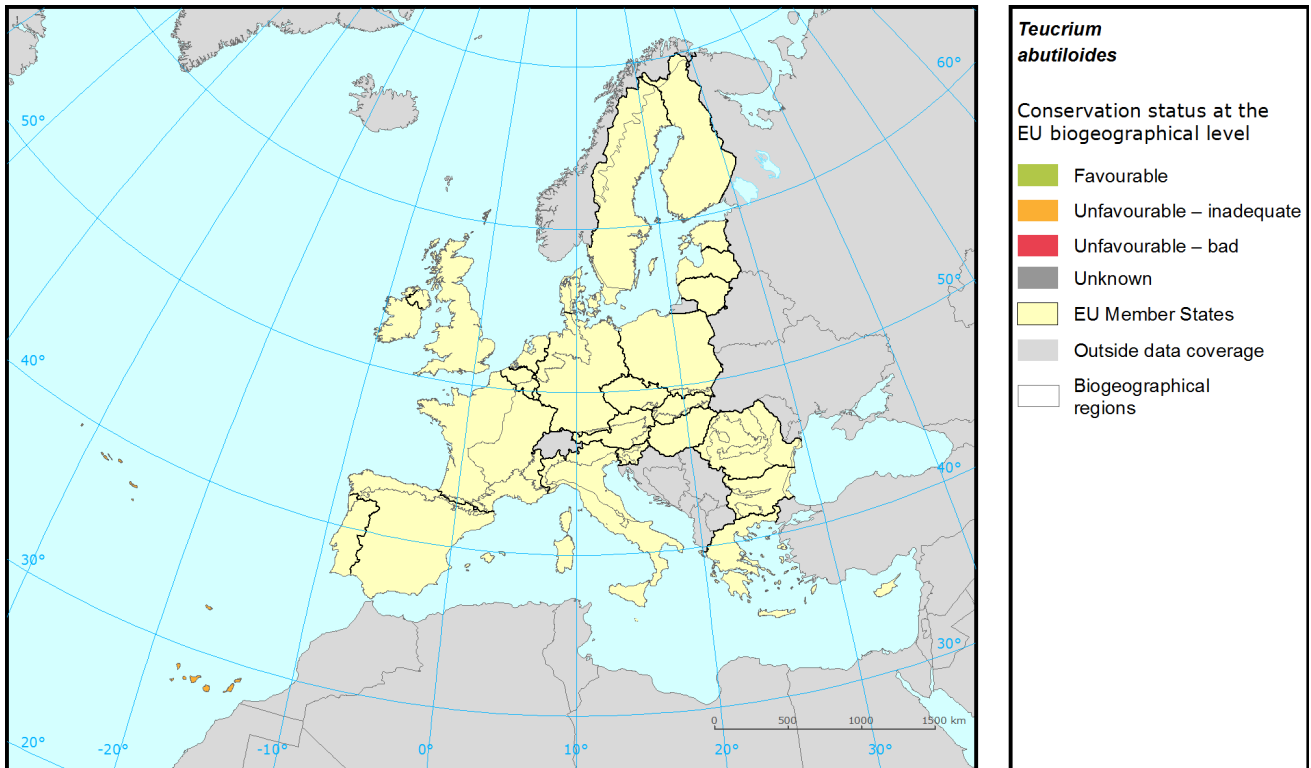 60°
50°
50°
40°
40°
30°
30°
20°
-20°
-10°
0°
10°
20°
30°
0
500
1000
1500 km
Teucrium
abutiloides
Conservation status at the
EU biogeographical level
Favourable
Unfavourable – inadequate
Unfavourable – bad
Unknown
EU Member States
Outside data coverage
Biogeographical
regions